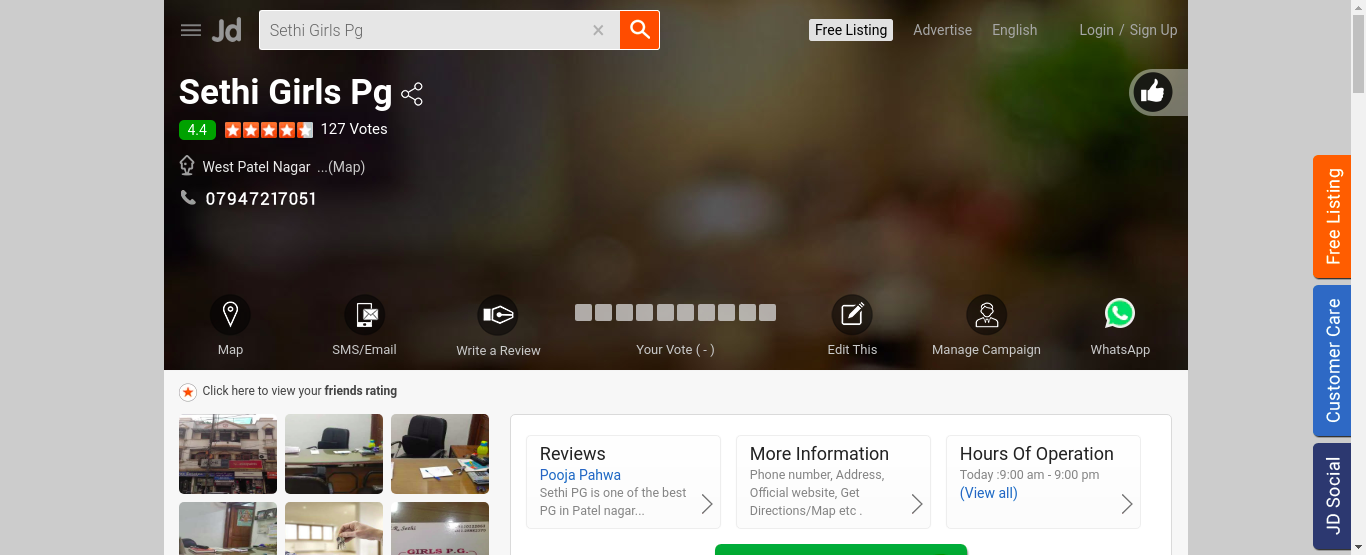 Jd
Sethi Girls Pg
Free Listing
Advertise
English
Login / Sign Up
Sethi Girls Pg
4.4
127 Votes
West Patel Nagar ...(Map)
07947217051
Map
SMS/Email
Write a Review
Your Vote ( - )
Edit This
Manage Campaign
WhatsApp
Free Listing
Customer Care
JD Social
Click here to view your friends rating
GIRLS P.G.
Reviews
Pooja Pahwa
Sethi PG is one of the best
PG in Patel nagar...
More Information
Phone number, Address,
Official website, Get
Directions/Map etc .
Hours Of Operation
Today :9:00 am - 9:00 pm
(View all)